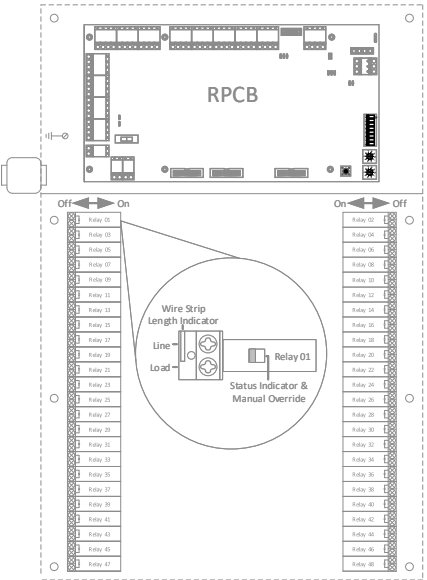 RPCB
Off On
On Off
Relay 01
Relay 02
Relay 03
Relay 04
Relay 05
Relay 06
Relay 07
Relay 08
Relay 09
Relay 10
Relay 11
Relay 12
Relay 13
Relay 14
Relay 15
Relay 16
Relay 17
Relay 18
Relay 19
Relay 20
Relay 21
Relay 22
Relay 23
Relay 24
Relay 25
Relay 26
Relay 27
Relay 28
Relay 29
Relay 30
Relay 31
Relay 32
Relay 33
Relay 34
Relay 35
Relay 36
Relay 37
Relay 38
Relay 39
Relay 40
Relay 41
Relay 42
Relay 43
Relay 44
Relay 45
Relay 46
Relay 47
Relay 48
Wire Strip
Length Indicator
Line
Load
Relay 01
Status Indicator &
Manual Override